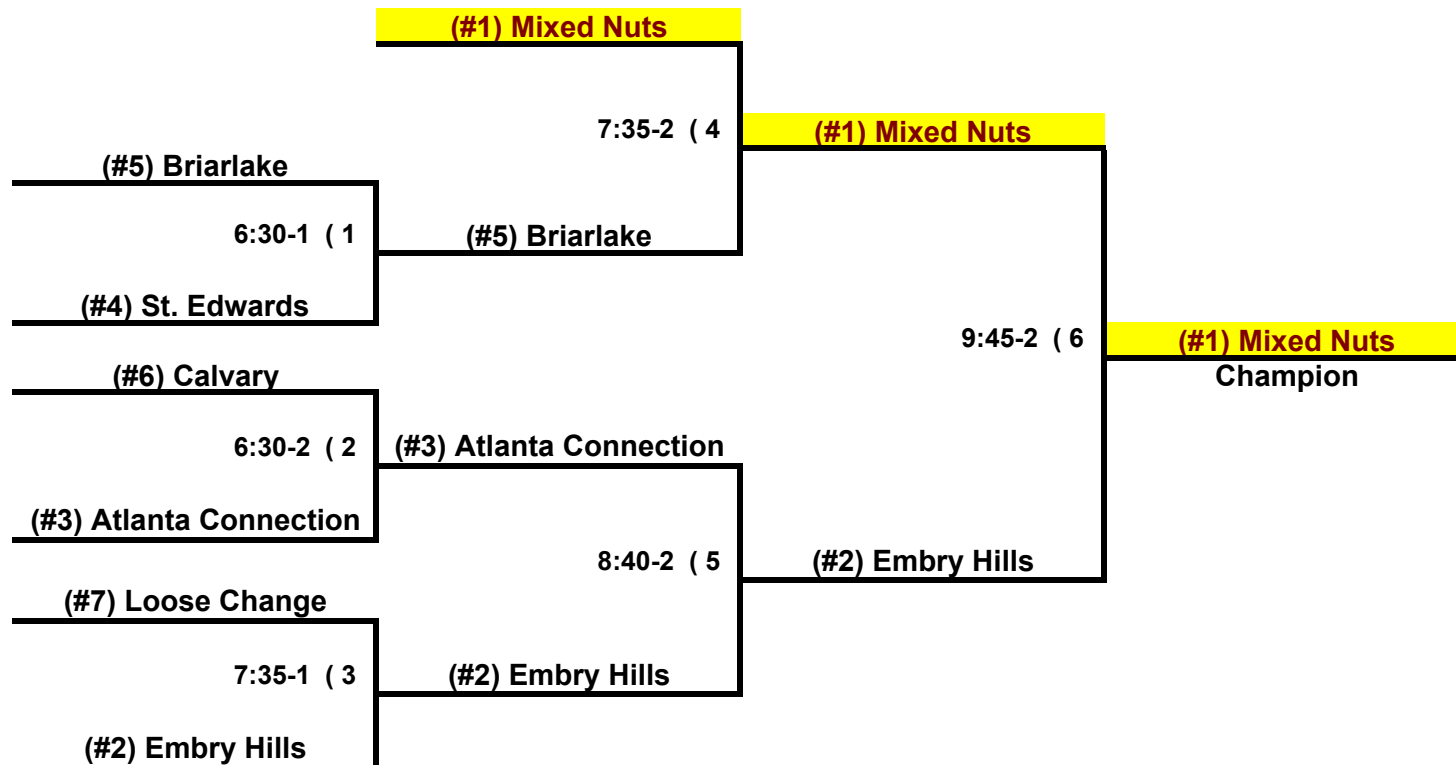 (#1) Mixed Nuts
7:35-2 ( 4
(#1) Mixed Nuts
(#5) Briarlake
6:30-1 ( 1
(#5) Briarlake
(#4) St. Edwards
9:45-2 ( 6
(#1) Mixed Nuts
Champion
(#6) Calvary
6:30-2 ( 2
(#3) Atlanta Connection
(#3) Atlanta Connection
8:40-2 ( 5
(#2) Embry Hills
(#7) Loose Change
7:35-1 ( 3
(#2) Embry Hills
(#2) Embry Hills